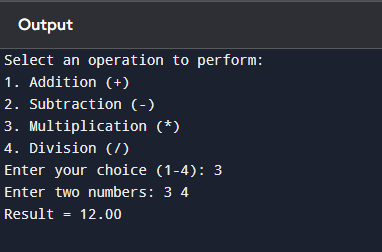 Output
Select an operation to perform:
1. Addition (+)
2. Subtraction (-)
3. Multiplication (*)
4. Division (/)
Enter your choice (1-4): 3
Enter two numbers: 3 4
Result = 12.00